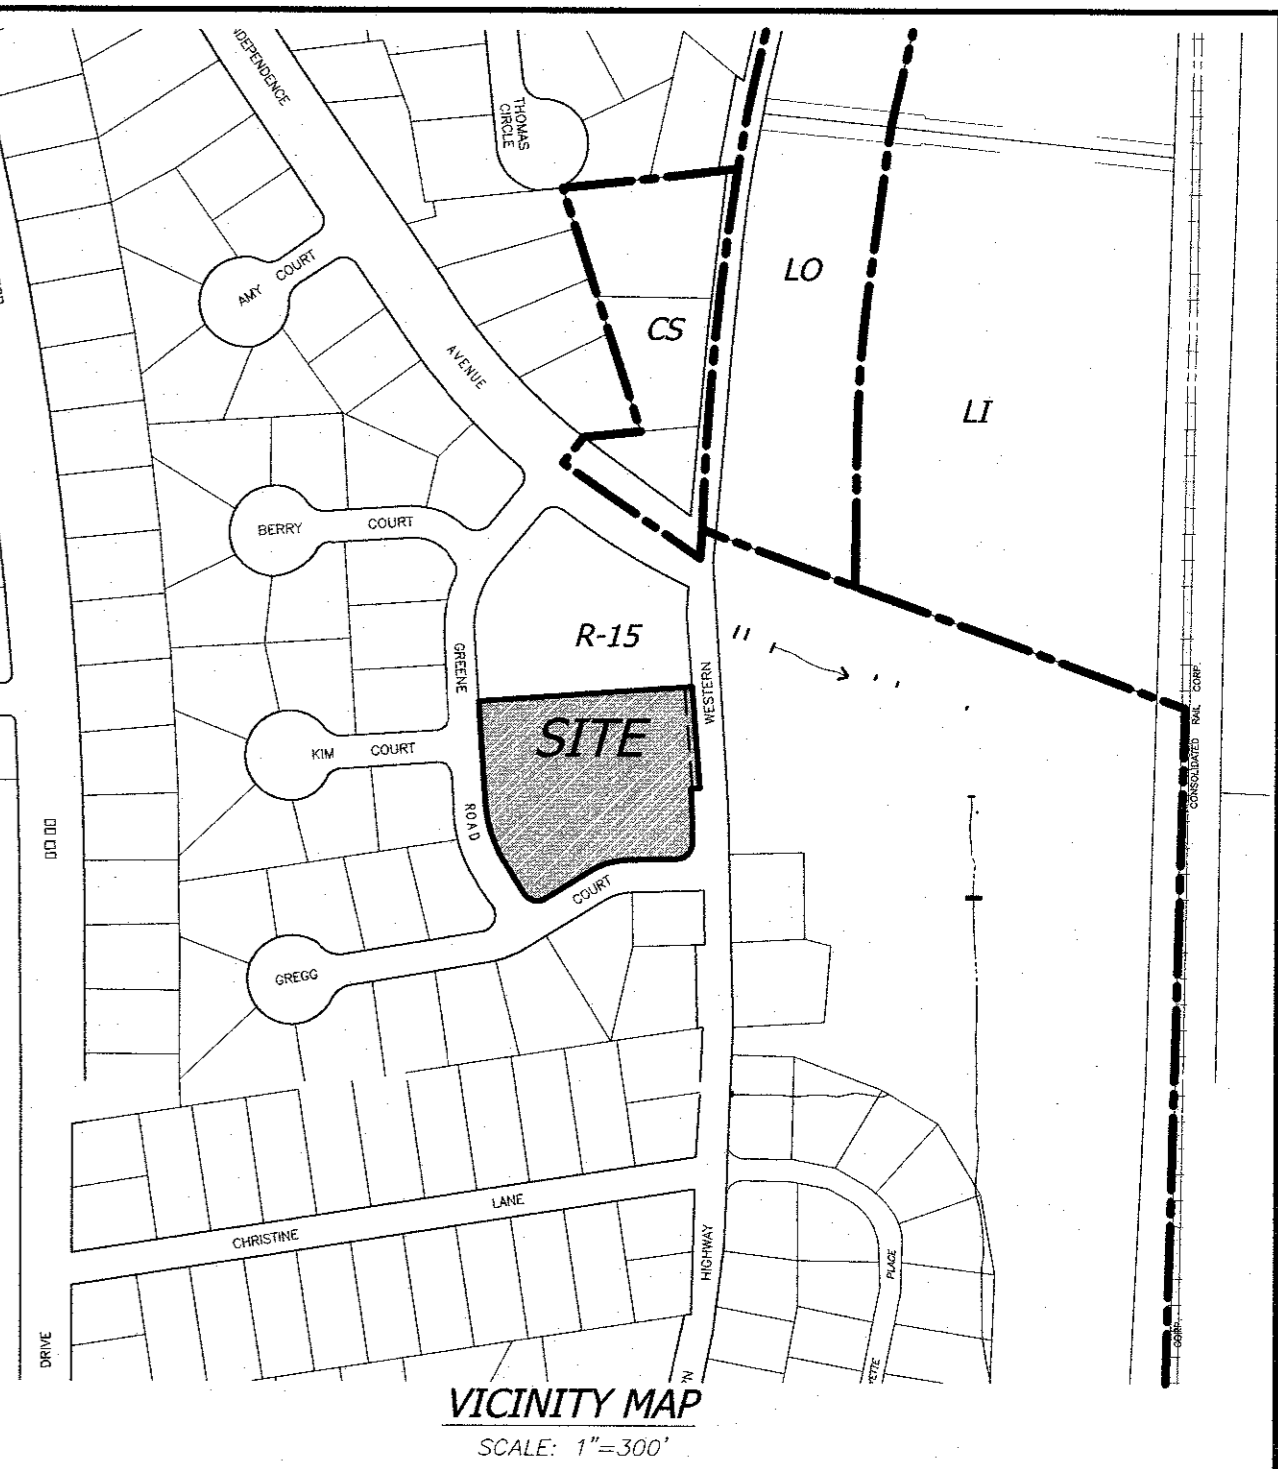 INDEPENDENCE
THOMAS
CIRCLE
AMY COURT
AVENUE
LO
CS
LI
BERRY COURT
R-15
GREENE
WESTERN
SITE
KIM COURT
CONSOLIDATED RAIL CORP.
ROAD
COURT
GREGG
CHRISTINE LANE
HIGHWAY
PLACE
DRIVE
CORP.
VICINITY MAP
SCALE: 1"=300'